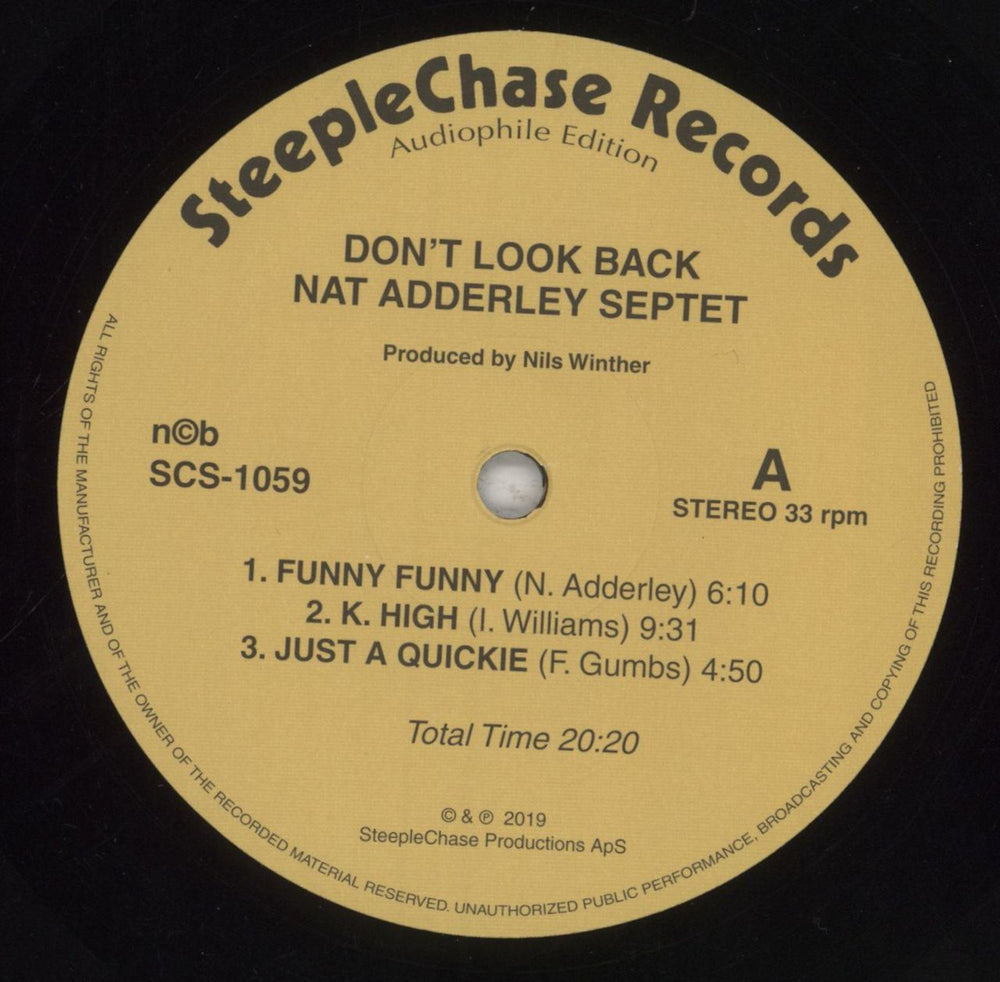 SteepleChase Records
Audiophile Edition
DON'T LOOK BACK
NAT ADDERLEY SEPTET
Produced by Nils Winther
n©b
SCS-1059
A
STEREO 33 rpm
1. FUNNY FUNNY (N. Adderley) 6:10
2. K. HIGH (I. Williams) 9:31
3. JUST A QUICKIE (F. Gumbs) 4:50
Total Time 20:20
© & ℗ 2019
SteepleChase Productions ApS
ALL RIGHTS OF THE MANUFACTURER AND OF THE OWNER OF THE RECORDED MATERIAL RESERVED. UNAUTHORIZED PUBLIC PERFORMANCE, BROADCASTING AND COPYING OF THIS RECORDING PROHIBITED